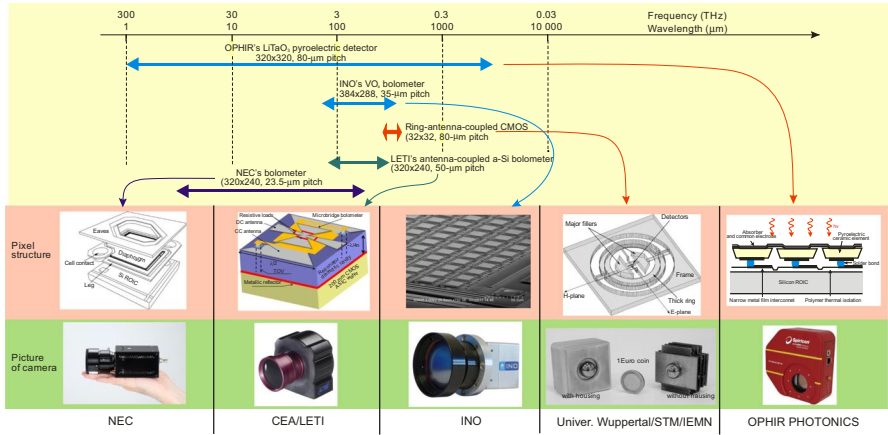 300 30 3 0.3 0.03 Frequency (THz)
1 10 100 1000 10 000 Wavelength (μm)
OPHIR's LiTaO₃ pyroelectric detector
320x320, 80-μm pitch
INO's VOₓ bolometer
384x288, 35-μm pitch
Ring-antenna-coupled CMOS
(32x32, 80-μm pitch
LETI's antenna-coupled a-Si bolometer
(320x240, 50-μm pitch
NEC's bolometer
(320x240, 23.5-μm pitch
Pixel
structure
Eaves
Diaphragm
Cell contact
Si ROIC
Leg
Resistive loads
Microbridge bolometer
DC antenna
CC antenna
Metallic reflector
Major fillers
Detectors
Frame
H-plane
Thick ring
E-plane
Absorber
and common electrode
hν
Pyroelectric
ceramic element
Solder bond
Silicon ROIC
Narrow metal film interconnect
Polymer thermal isolation
Picture
of camera
INO
1Euro coin
with housing
without housing
Spiricon
NEC
CEA/LETI
INO
Univer. Wuppertal/STM/IEMN
OPHIR PHOTONICS